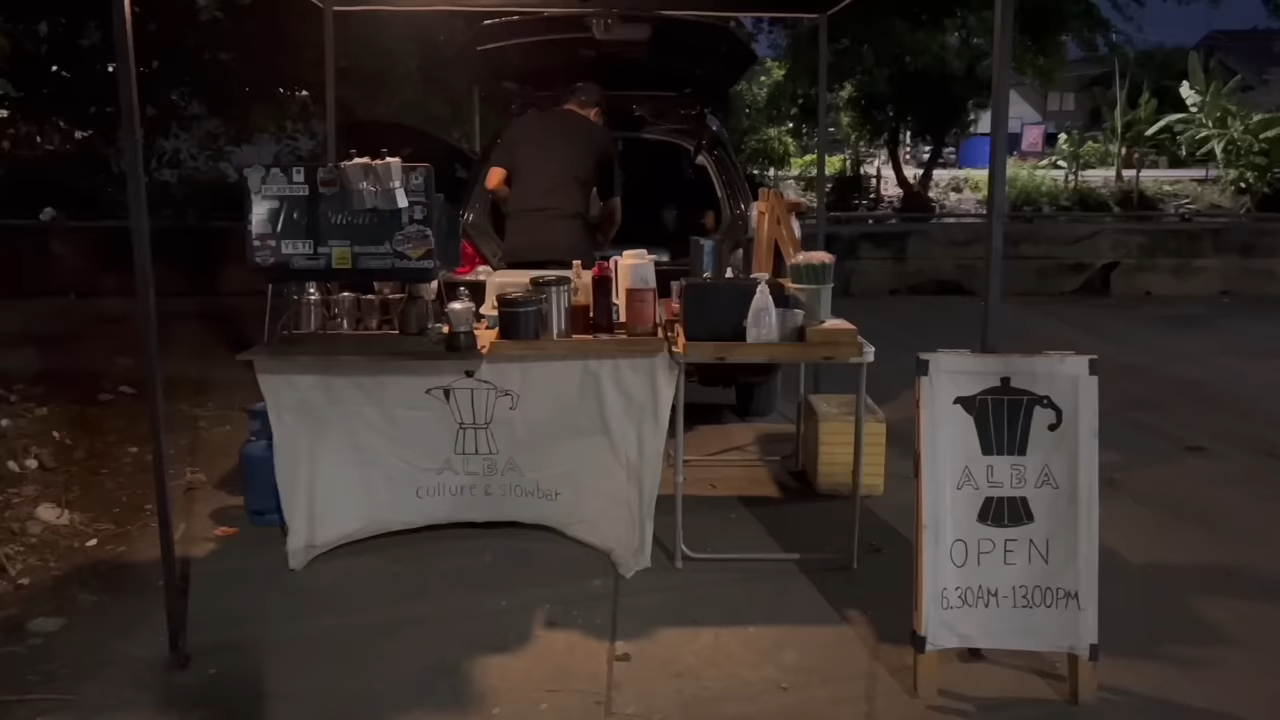 PLAYBOY
YETI
ALBA
culture & slowbar
ALBA
OPEN
6.30AM-13.00PM